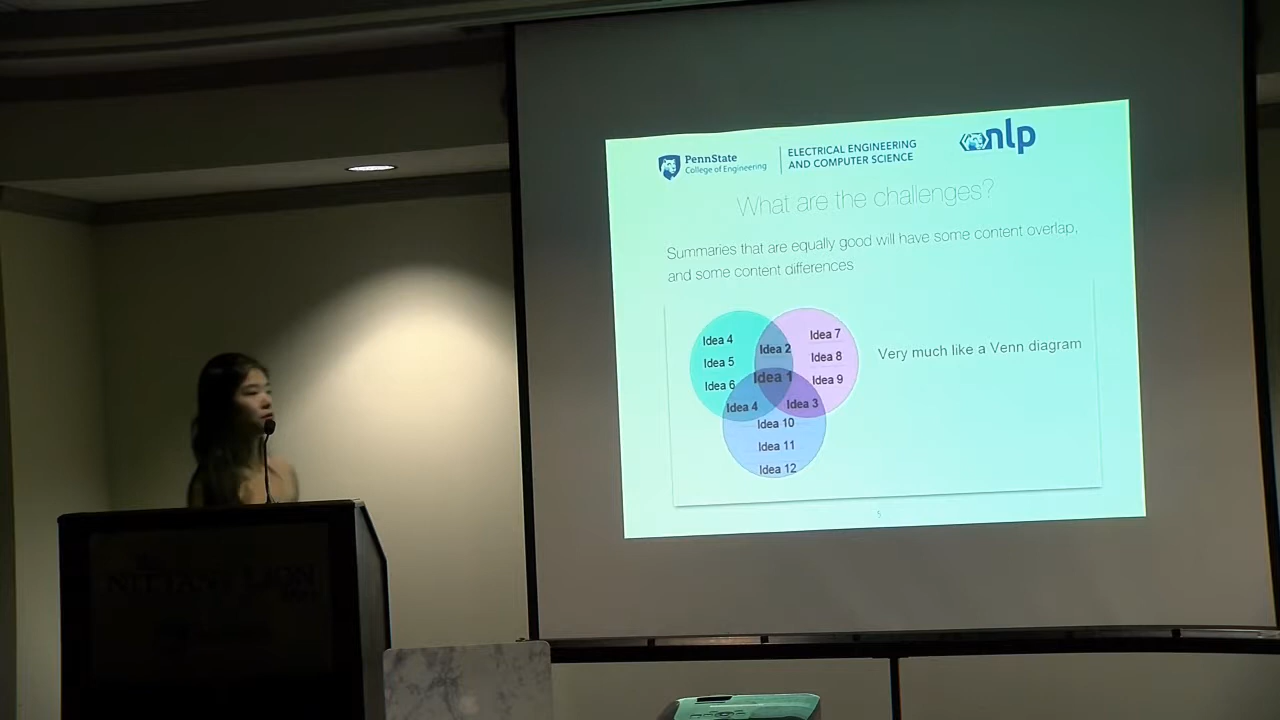 PennState
College of Engineering
ELECTRICAL ENGINEERING
AND COMPUTER SCIENCE
nlp
What are the challenges?
Summaries that are equally good will have some content overlap,
and some content differences
Idea 4
Idea 5
Idea 6
Idea 2
Idea 1
Idea 7
Idea 8
Idea 9
Idea 4
Idea 3
Idea 10
Idea 11
Idea 12
Very much like a Venn diagram
5
NITTANY LION